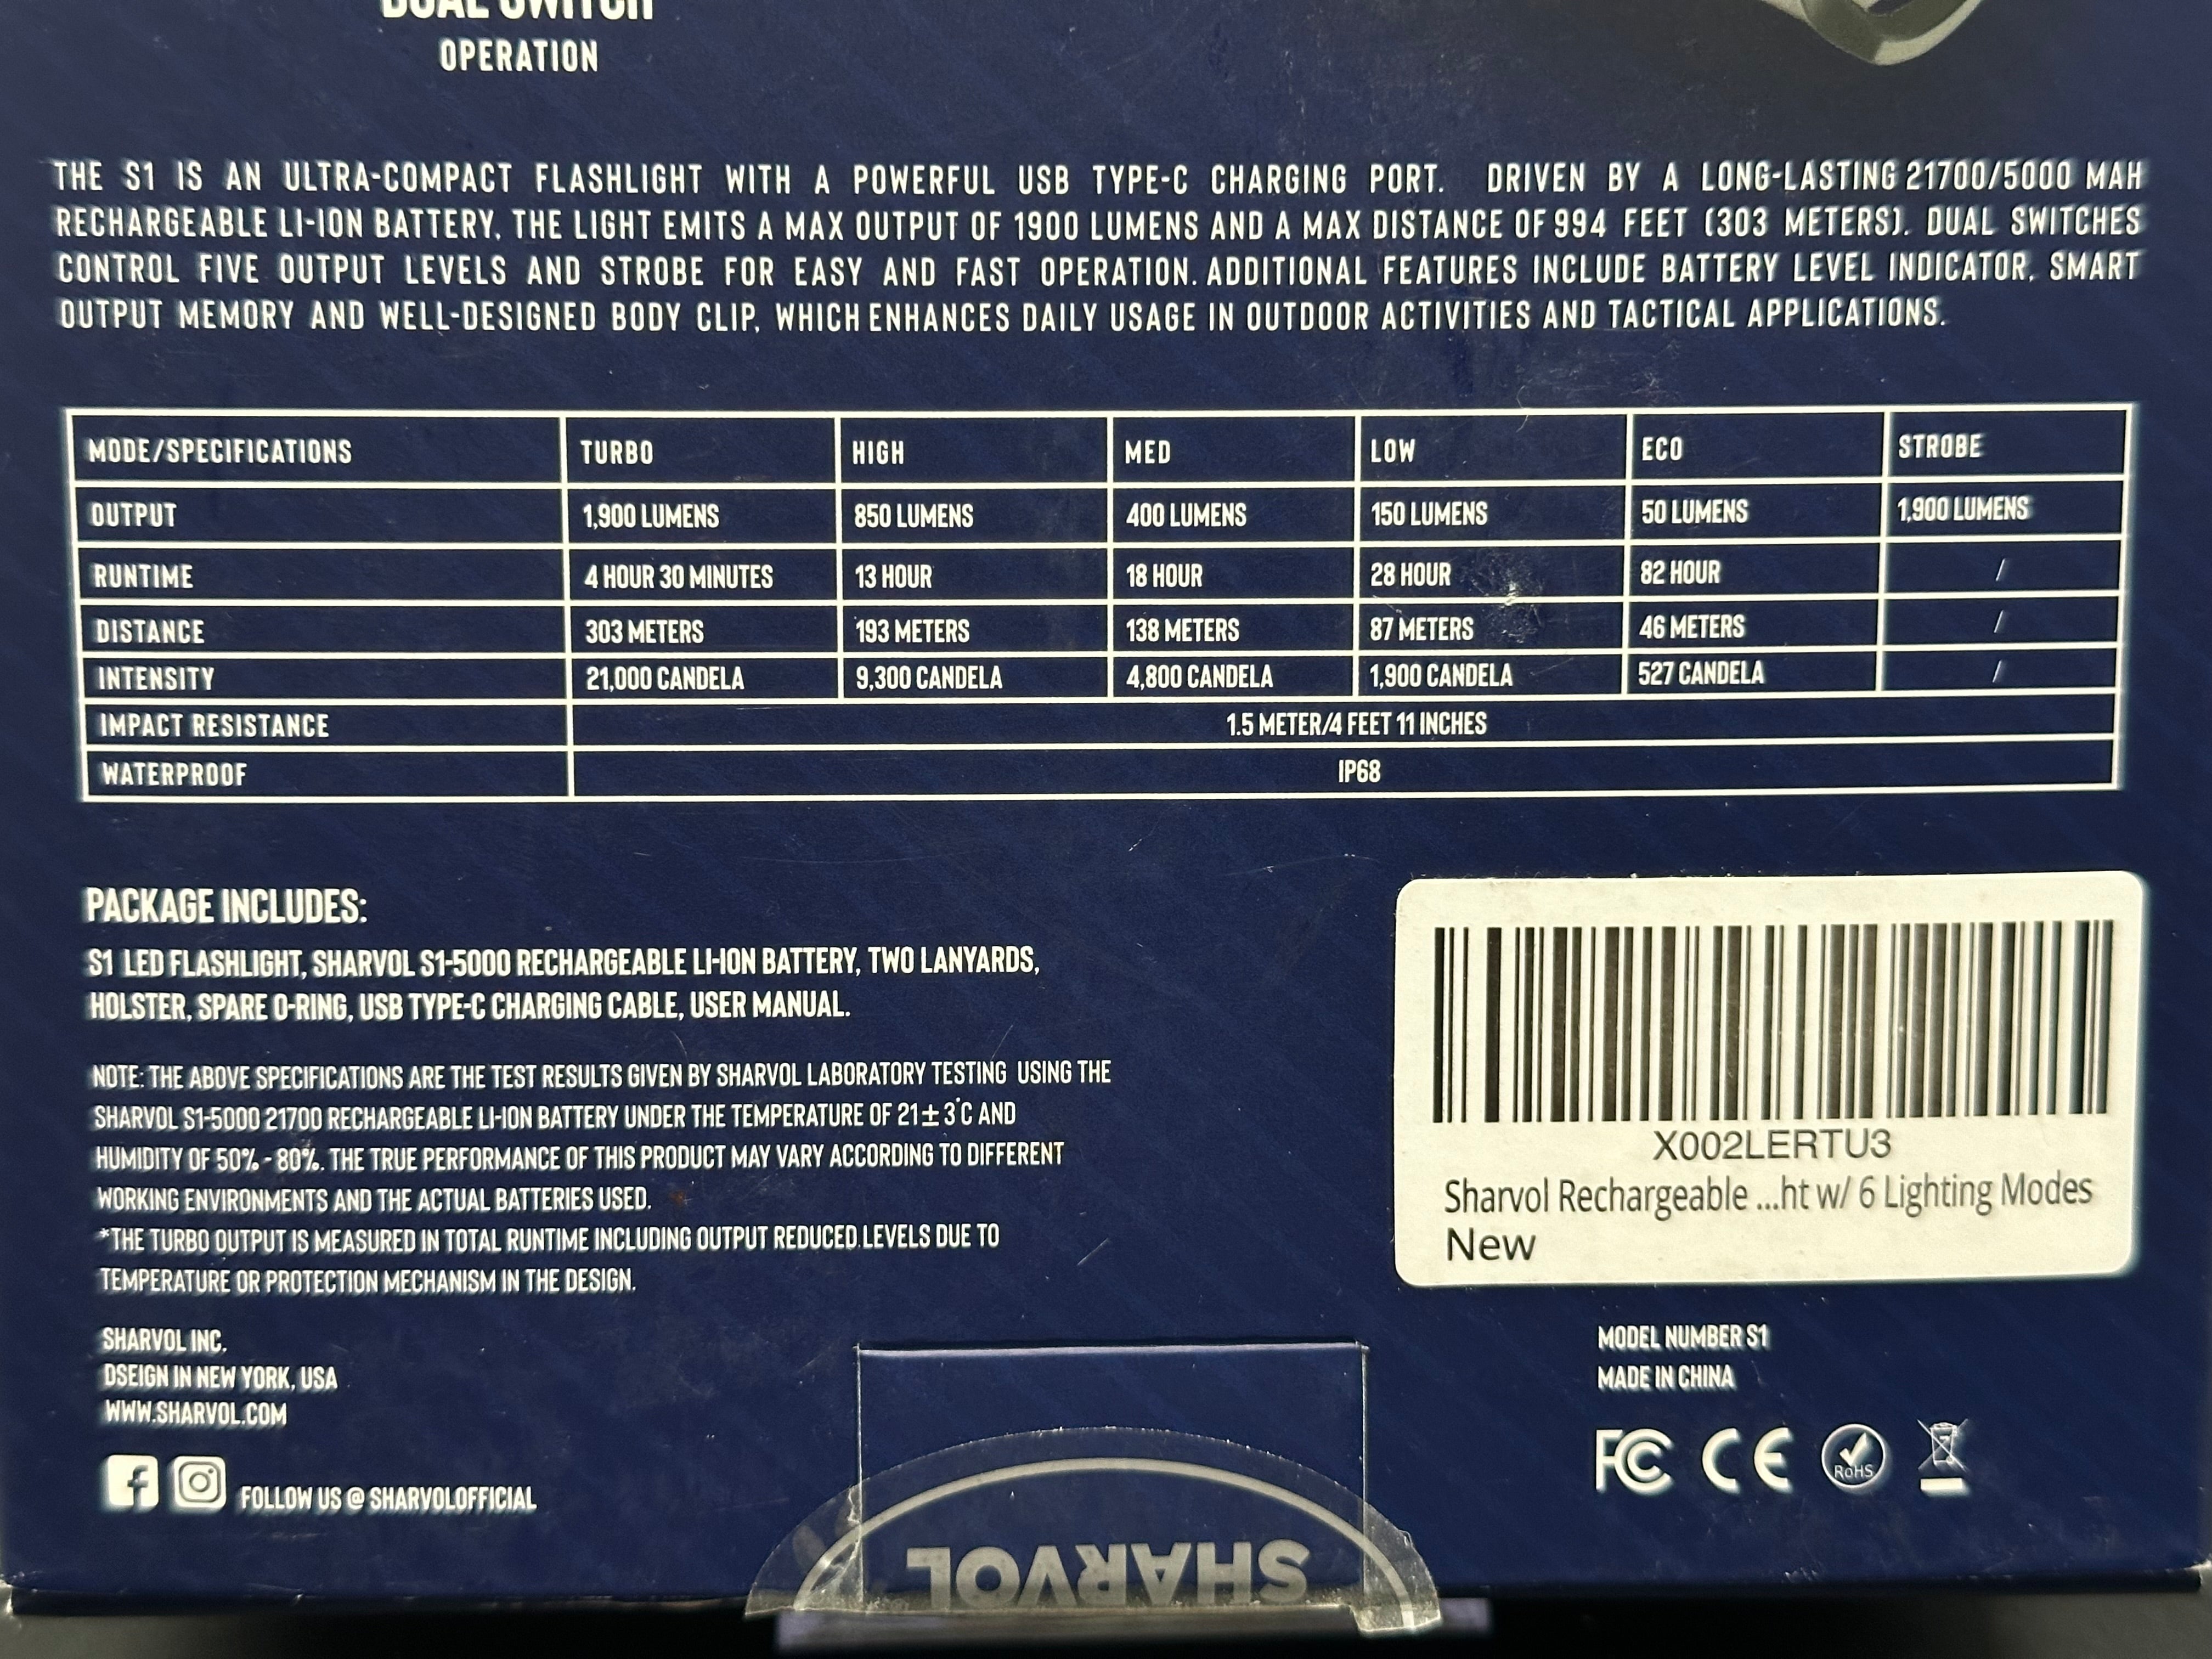 DUAL SWITCH
OPERATION
THE S1 IS AN ULTRA-COMPACT FLASHLIGHT WITH A POWERFUL USB TYPE-C CHARGING PORT. DRIVEN BY A LONG-LASTING 21700/5000 MAH
RECHARGEABLE LI-ION BATTERY, THE LIGHT EMITS A MAX OUTPUT OF 1900 LUMENS AND A MAX DISTANCE OF 994 FEET (303 METERS). DUAL SWITCHES
CONTROL FIVE OUTPUT LEVELS AND STROBE FOR EASY AND FAST OPERATION. ADDITIONAL FEATURES INCLUDE BATTERY LEVEL INDICATOR, SMART
OUTPUT MEMORY AND WELL-DESIGNED BODY CLIP, WHICH ENHANCES DAILY USAGE IN OUTDOOR ACTIVITIES AND TACTICAL APPLICATIONS.
MODE/SPECIFICATIONS TURBO HIGH MED LOW ECO STROBE
OUTPUT 1,900 LUMENS 850 LUMENS 400 LUMENS 150 LUMENS 50 LUMENS 1,900 LUMENS
RUNTIME 4 HOUR 30 MINUTES 13 HOUR 18 HOUR 28 HOUR 82 HOUR /
DISTANCE 303 METERS 193 METERS 138 METERS 87 METERS 46 METERS /
INTENSITY 21,000 CANDELA 9,300 CANDELA 4,800 CANDELA 1,900 CANDELA 527 CANDELA /
IMPACT RESISTANCE 1.5 METER/4 FEET 11 INCHES
WATERPROOF IP68
PACKAGE INCLUDES:
S1 LED FLASHLIGHT, SHARVOL S1-5000 RECHARGEABLE LI-ION BATTERY, TWO LANYARDS,
HOLSTER, SPARE O-RING, USB TYPE-C CHARGING CABLE, USER MANUAL.
NOTE: THE ABOVE SPECIFICATIONS ARE THE TEST RESULTS GIVEN BY SHARVOL LABORATORY TESTING USING THE
SHARVOL S1-5000 21700 RECHARGEABLE LI-ION BATTERY UNDER THE TEMPERATURE OF 21±3°C AND
HUMIDITY OF 50% - 80%. THE TRUE PERFORMANCE OF THIS PRODUCT MAY VARY ACCORDING TO DIFFERENT
WORKING ENVIRONMENTS AND THE ACTUAL BATTERIES USED.
*THE TURBO OUTPUT IS MEASURED IN TOTAL RUNTIME INCLUDING OUTPUT REDUCED LEVELS DUE TO
TEMPERATURE OR PROTECTION MECHANISM IN THE DESIGN.
SHARVOL INC.
DSEIGN IN NEW YORK, USA
WWW.SHARVOL.COM
FOLLOW US @ SHARVOLOFFICIAL
X002LERTU3
Sharvol Rechargeable ...ht w/ 6 Lighting Modes
New
MODEL NUMBER S1
MADE IN CHINA
FC CE RoHS
SHARVOL